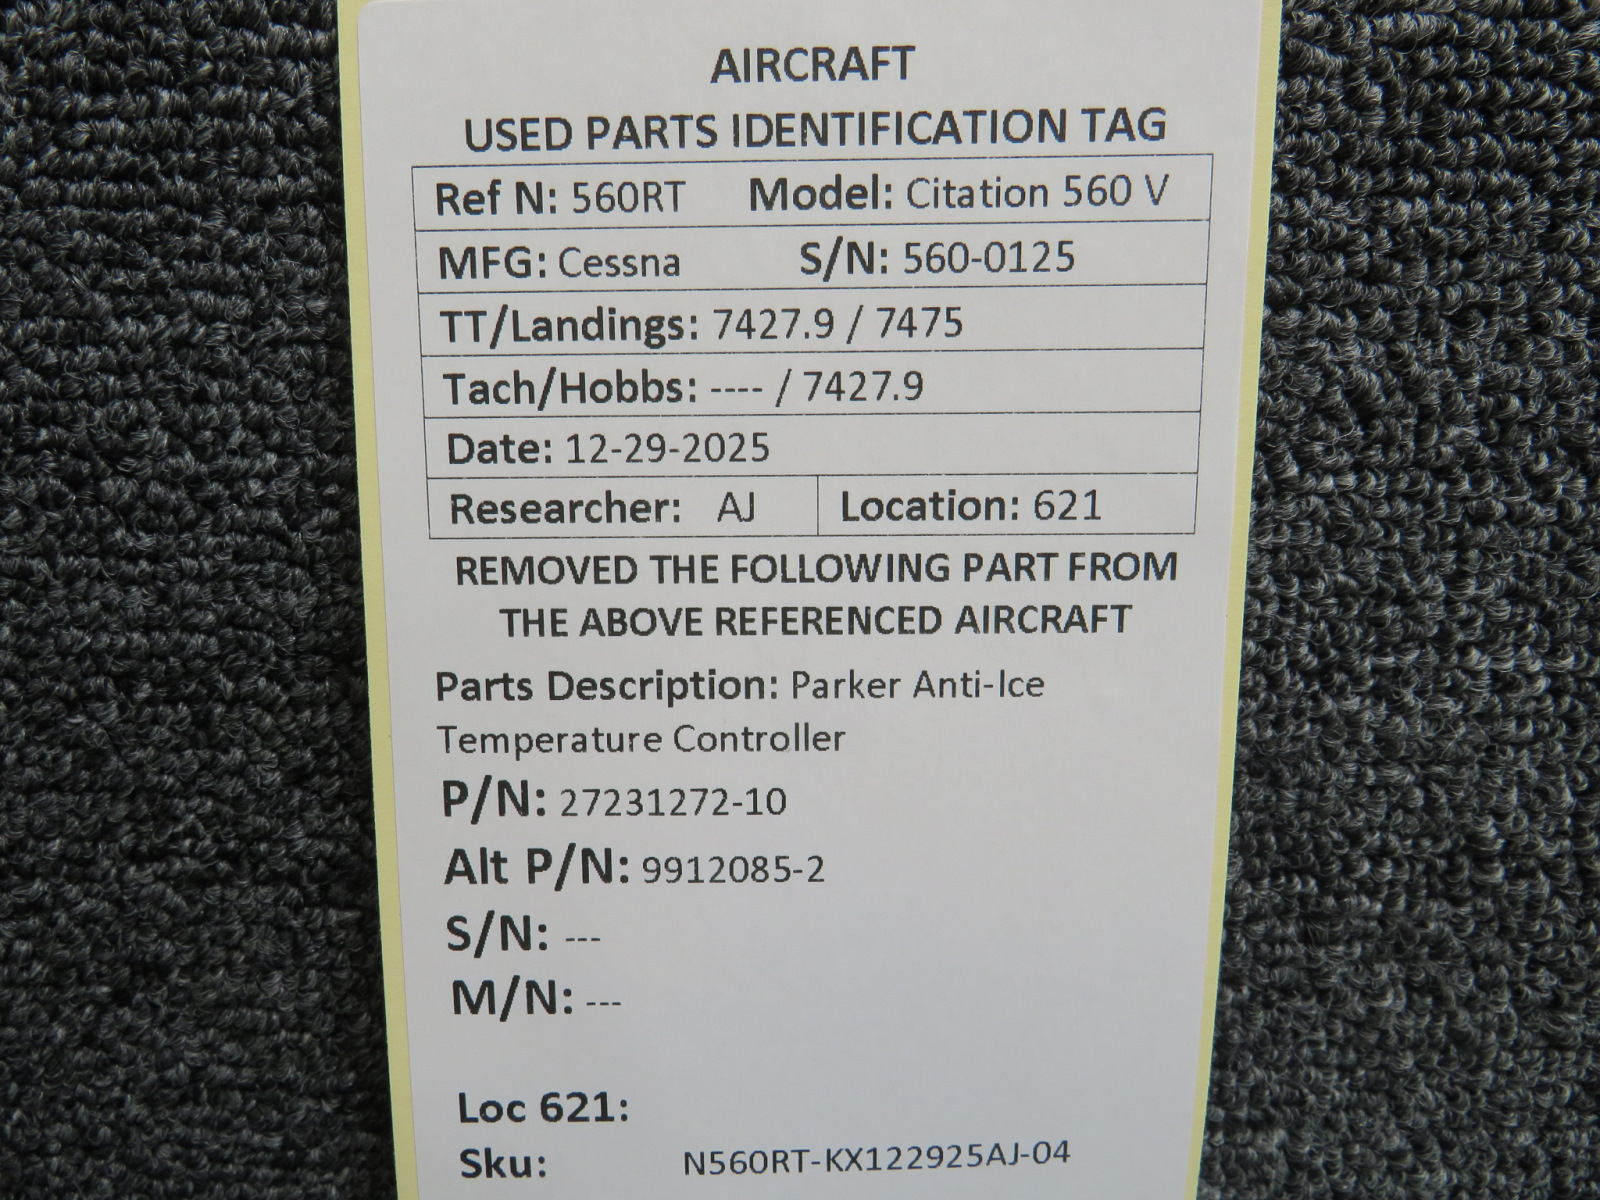 AIRCRAFT
USED PARTS IDENTIFICATION TAG
Ref N: 560RT Model: Citation 560 V
MFG: Cessna S/N: 560-0125
TT/Landings: 7427.9 / 7475
Tach/Hobbs: ---- / 7427.9
Date: 12-29-2025
Researcher: AJ Location: 621
REMOVED THE FOLLOWING PART FROM
THE ABOVE REFERENCED AIRCRAFT
Parts Description: Parker Anti-Ice
Temperature Controller
P/N: 27231272-10
Alt P/N: 9912085-2
S/N: ---
M/N: ---
Loc 621:
Sku: N560RT-KX122925AJ-04